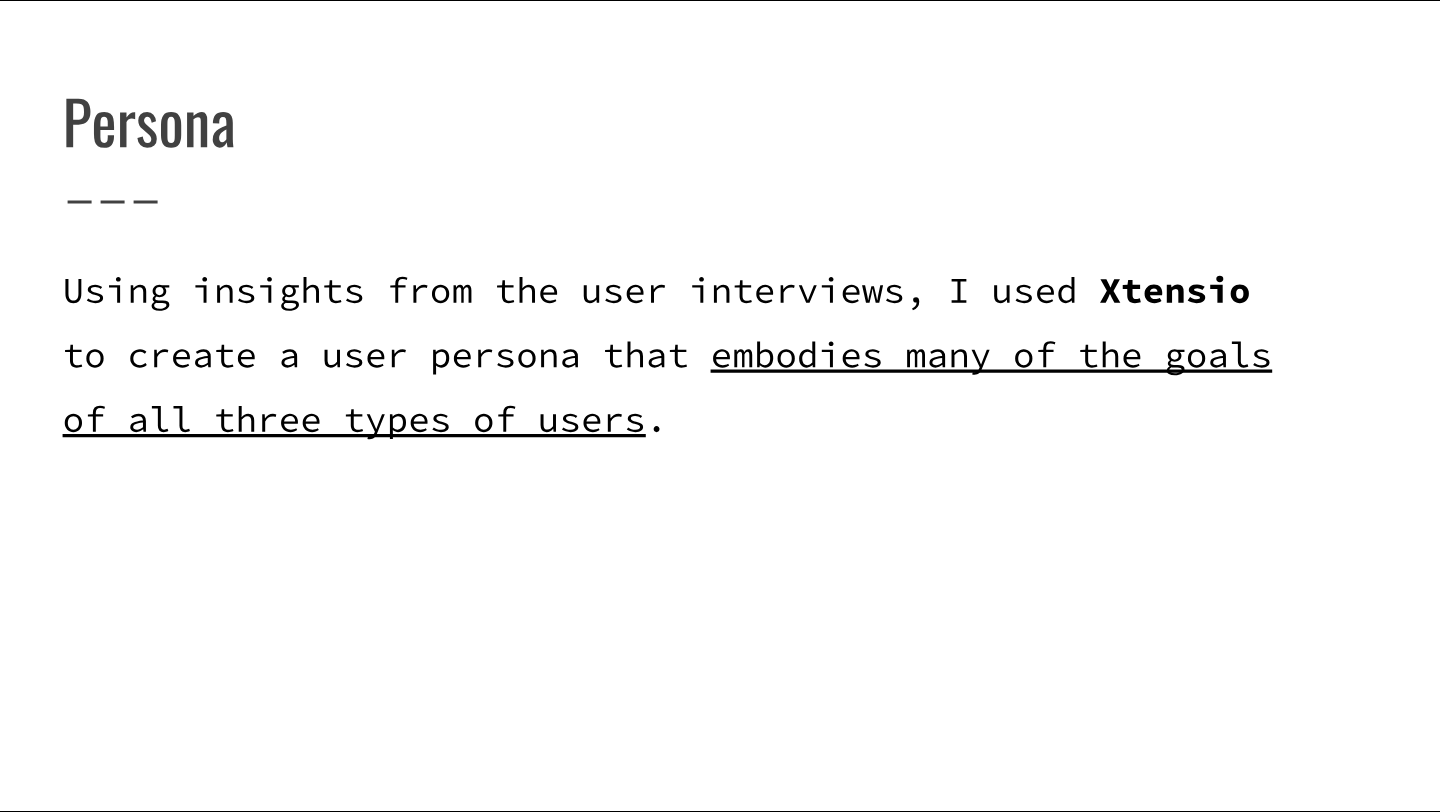 Persona
Using insights from the user interviews, I used Xtensio
to create a user persona that embodies many of the goals
of all three types of users.